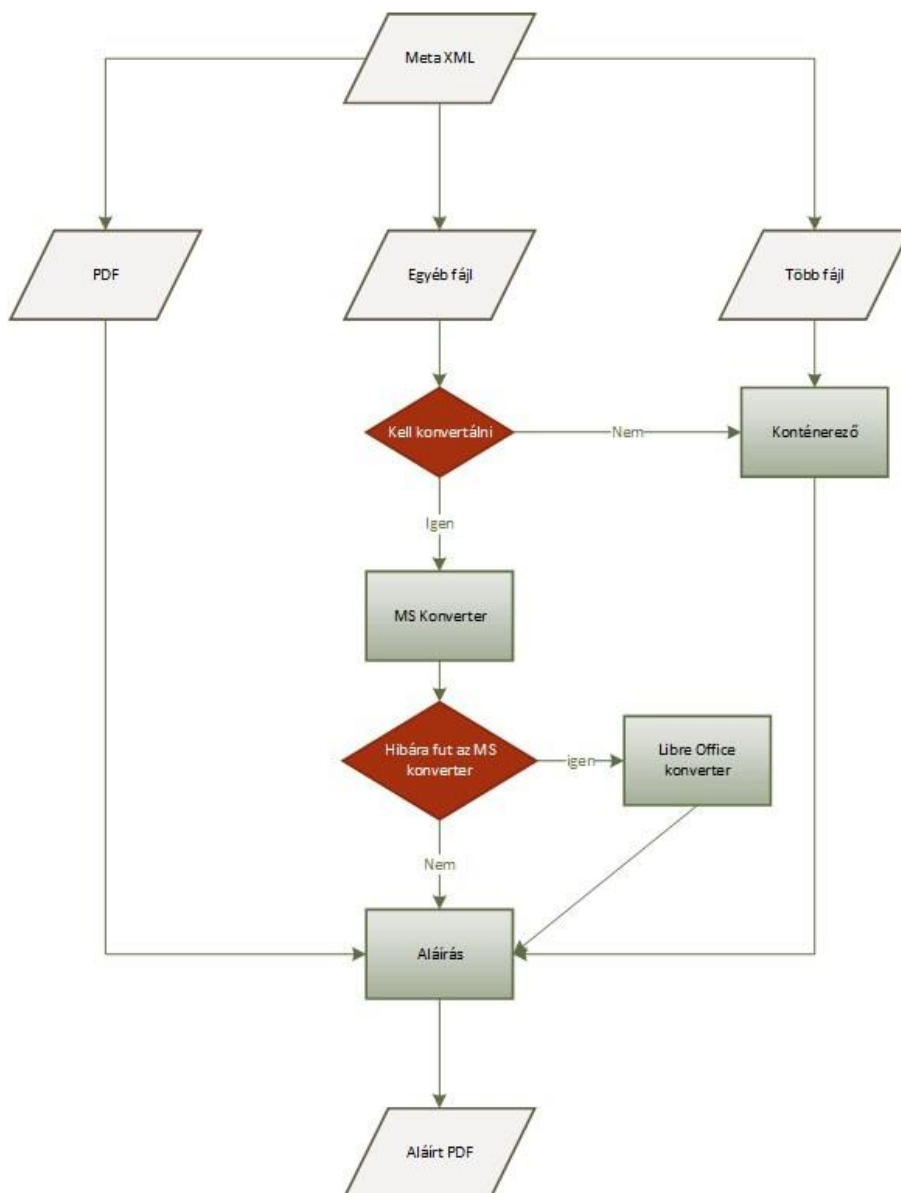 Meta XML
PDF
Egyéb fájl
Több fájl
Kell konvertálni
Nem
Konténerező
Igen
MS Konverter
Hibára fut az MS
konverter
igen
Libre Office
konverter
Nem
Aláírás
Aláírt PDF